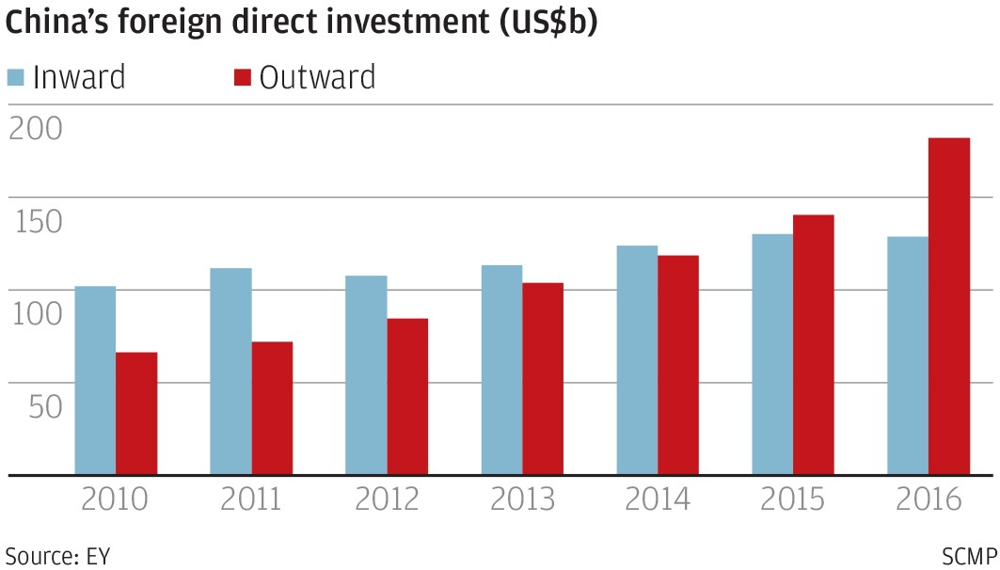 China’s foreign direct investment (US$b)
Inward Outward
200
150
100
50
2010 2011 2012 2013 2014 2015 2016
Source: EY SCMP